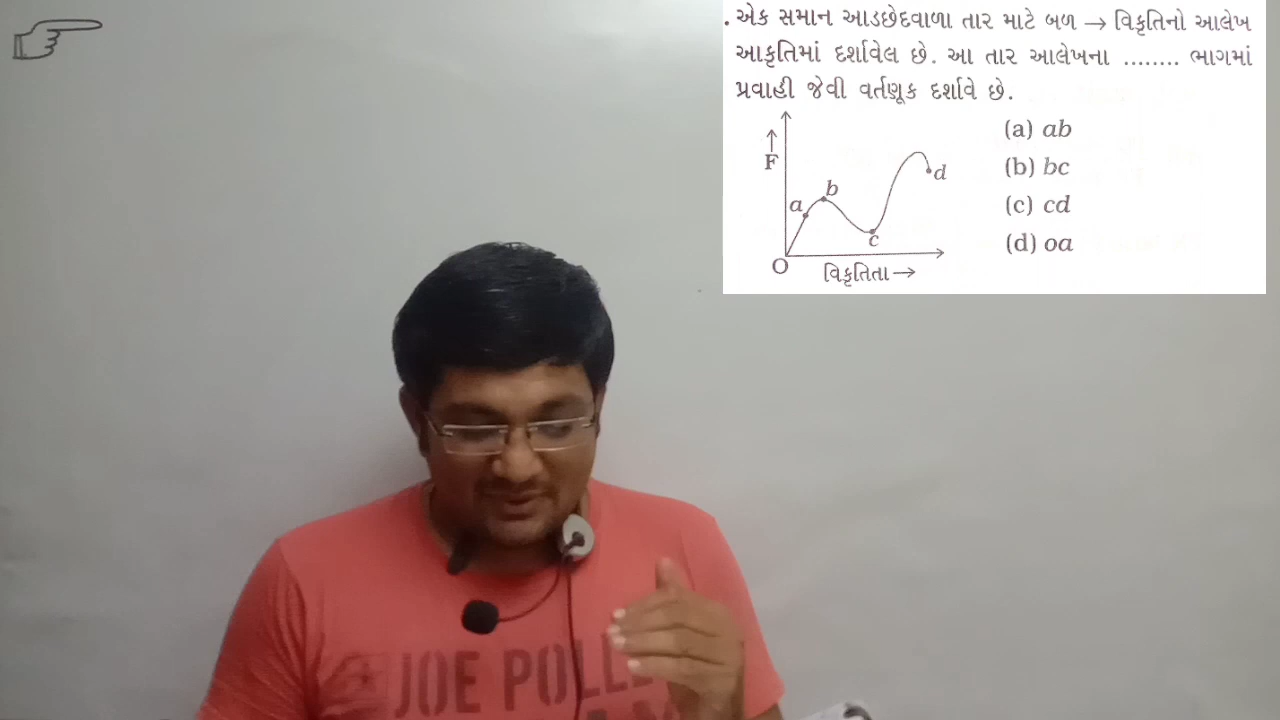 . એક સમાન આડછેદવાળા તાર માટે બળ → વિકૃતિનો આલેખ
આકૃતિમાં દર્શાવેલ છે. આ તાર આલેખના ........ ભાગમાં
પ્રવાહી જેવી વર્તણૂક દર્શાવે છે.
(a) ab
(b) bc
(c) cd
(d) oa
↑
F
a
b
c
d
O
વિકૃતિતા →
JOE